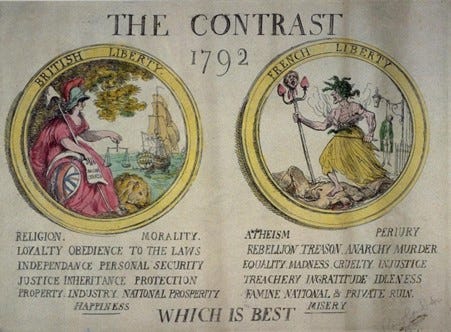 THE CONTRAST
1792
BRITISH LIBERTY
RELIGION. MORALITY.
LOYALTY OBEDIENCE TO THE LAWS
INDEPENDANCE PERSONAL SECURITY
JUSTICE INHERITANCE PROTECTION
PROPERTY INDUSTRY NATIONAL PROSPERITY
HAPPINESS
FRENCH LIBERTY
ATHEISM PERJURY
REBELLION TREASON ANARCHY MURDER
EQUALITY MADNESS CRUELTY INJUSTICE
TREACHERY INGRATITUDE IDLENESS
FAMINE NATIONAL & PRIVATE RUIN.
MISERY
WHICH IS BEST